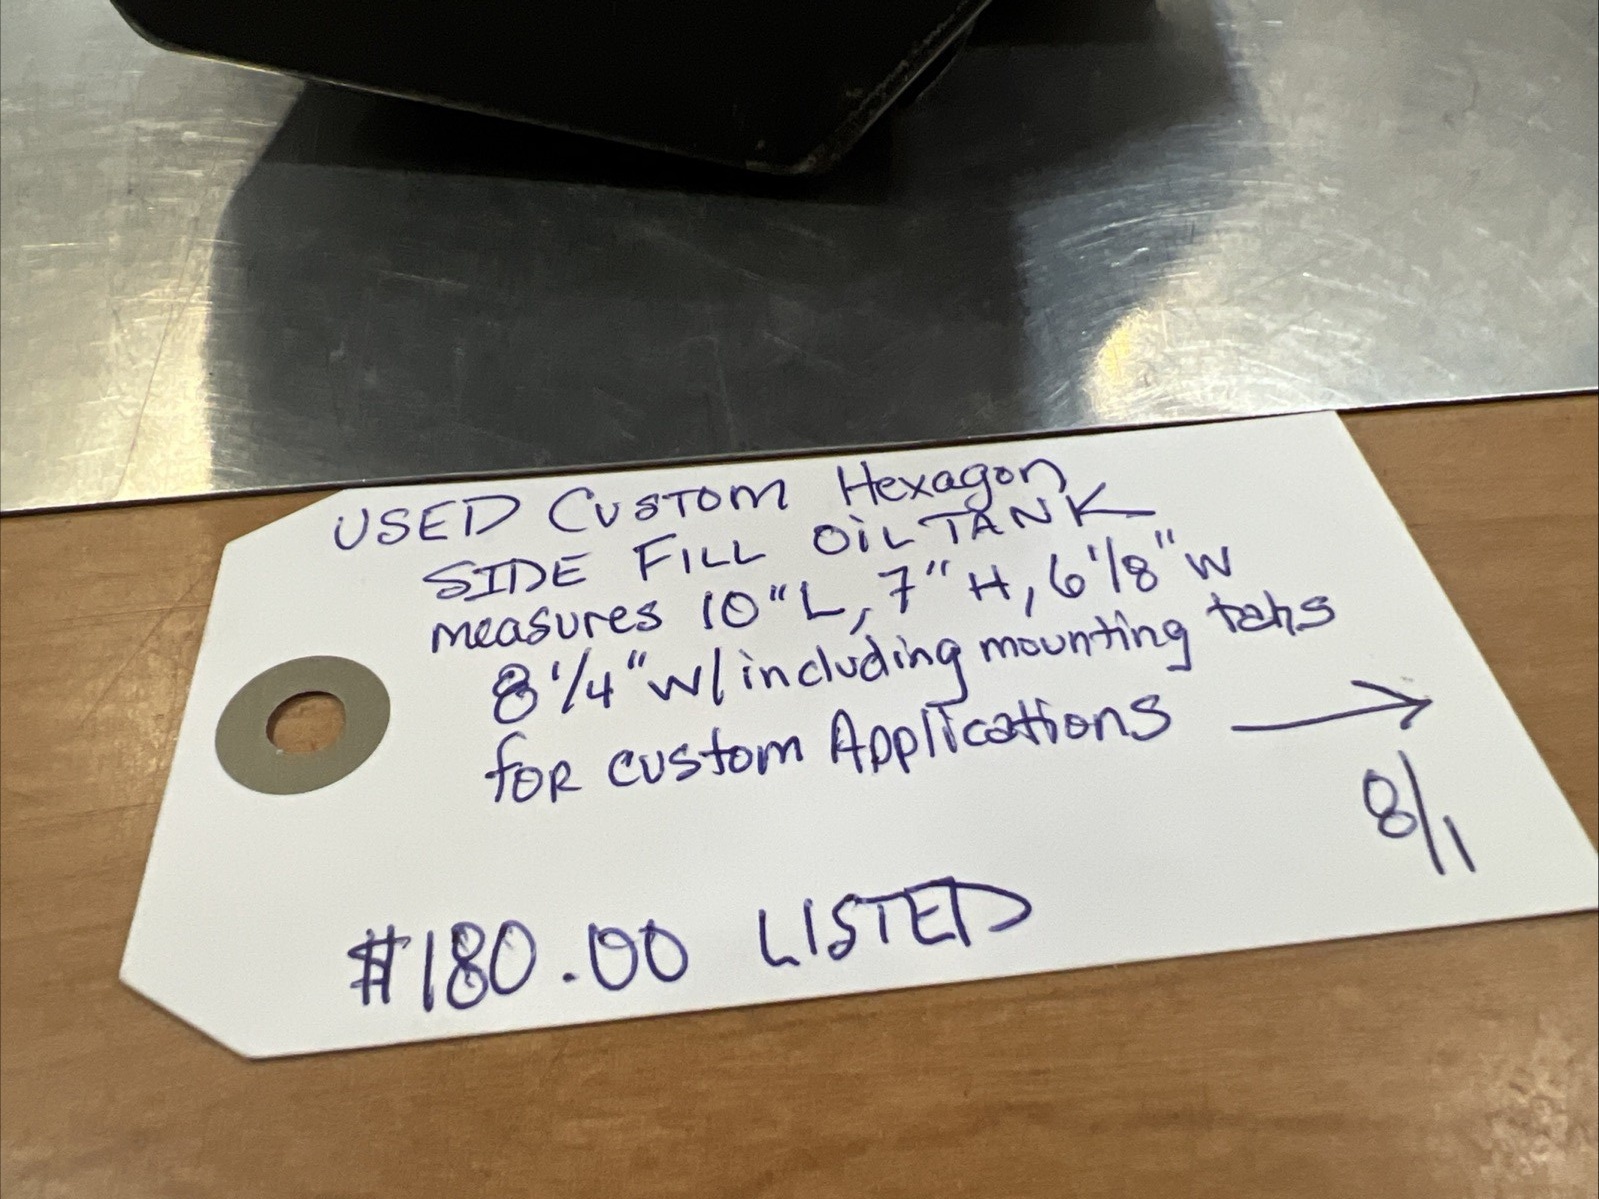 USED CUSTOM Hexagon
SIDE FILL OIL TANK
measures 10"L, 7"H, 6 1/8"W
8 1/4"W/including mounting tabs
for custom Applications →
8/1
$180.00 LISTED